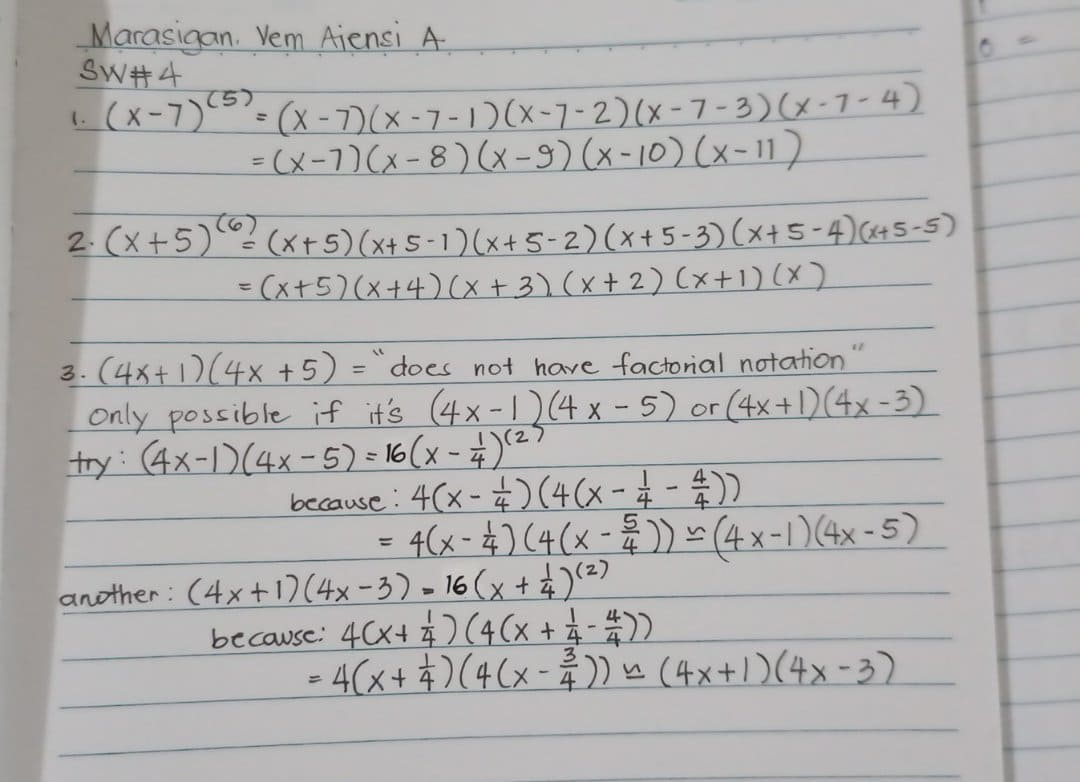 Marasigan. Vem Aiensi A
SW#4
1. (x-7)^(5) = (x-7)(x-7-1)(x-7-2)(x-7-3)(x-7-4)
= (x-7)(x-8)(x-9)(x-10)(x-11)
2. (x+5)^(6) = (x+5)(x+5-1)(x+5-2)(x+5-3)(x+5-4)(x+5-5)
= (x+5)(x+4)(x+3)(x+2)(x+1)(x)
3. (4x+1)(4x+5) = "does not have factorial notation"
only possible if it's (4x-1)(4x-5) or (4x+1)(4x-3)
try: (4x-1)(4x-5) = 16(x-1/4)^(2)
because: 4(x-1/4)(4(x-1/4-4/4))
= 4(x-1/4)(4(x-5/4)) ≌ (4x-1)(4x-5)
another: (4x+1)(4x-3) = 16(x+1/4)^(2)
because: 4(x+1/4)(4(x+1/4-4/4))
= 4(x+1/4)(4(x-3/4)) ≌ (4x+1)(4x-3)
0 =